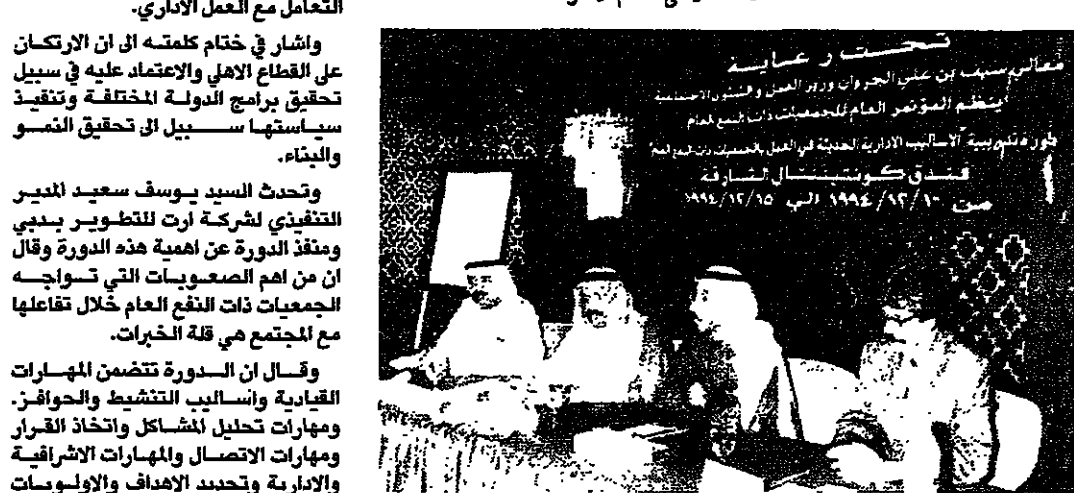 التعامل مع العمل الاداري.
واشار في ختام كلمته الى ان الارتكان
على القطاع الاهلي والاعتماد عليه في سبيل
تحقيق برامج الدولة المختلفة وتنفيذ
سياستها سبيل الى تحقيق النمو
والبناء.
وتحدث السيد يوسف سعيد المدير
التنفيذي لشركة ارت للتطوير بدبي
ومنفذ الدورة عن اهمية هذه الدورة وقال
ان من اهم الصعوبات التي تواجه
الجمعيات ذات النفع العام خلال تفاعلها
مع المجتمع هي قلة الخبرات.
وقال ان الدورة تتضمن المهارات
القيادية واساليب التنشيط والحوافز.
ومهارات تحليل المشاكل واتخاذ القرار
ومهارات الاتصال والمهارات الاشرافية
والادارية وتحديد الاهداف والاولويات
تحت رعاية
معالي سيف بن علي الجروان وزير العمل والشئون الاجتماعية
ينظم المؤتمر العام للجمعيات ذات النفع العام
دورة تدريبية الاساليب الادارية الحديثة في العمل بالجمعيات ذات النفع العام
فندق كونتيننتال الشارقة
من ١٩٩٤/١٢/١٠ الى ١٩٩٤/١٢/١٥